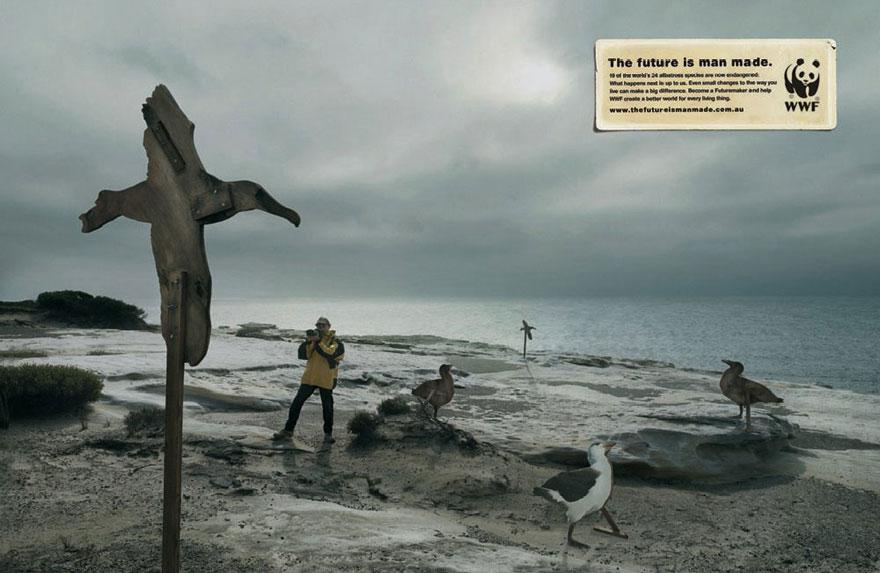 The future is man made.
19 of the world's 24 albatross species are now endangered.
What happens next is up to us. Even small changes to the way you
live can make a big difference. Become a Futuremaker and help
WWF create a better world for every living thing.
www.thefutureismanmade.com.au
WWF